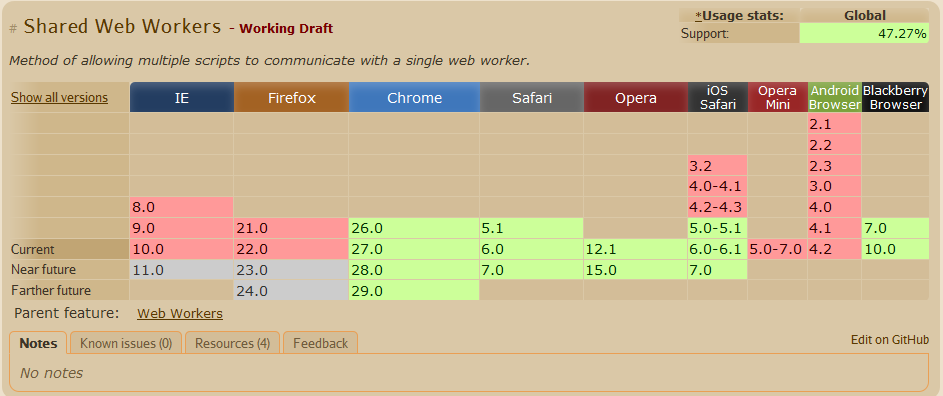 # Shared Web Workers - Working Draft
*Usage stats: Global
Support: 47.27%
Method of allowing multiple scripts to communicate with a single web worker.
Show all versions IE Firefox Chrome Safari Opera iOS Safari Opera Mini Android Browser Blackberry Browser
2.1
2.2
3.2 2.3
4.0-4.1 3.0
8.0 4.2-4.3 4.0
9.0 21.0 26.0 5.1 5.0-5.1 4.1 7.0
Current 10.0 22.0 27.0 6.0 12.1 6.0-6.1 5.0-7.0 4.2 10.0
Near future 11.0 23.0 28.0 7.0 15.0 7.0
Farther future 24.0 29.0
Parent feature: Web Workers
Notes Known issues (0) Resources (4) Feedback Edit on GitHub
No notes